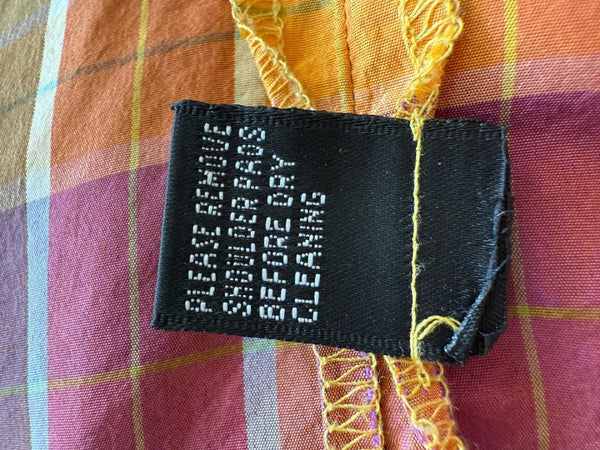 PLEASE REMOVE
SHOULDER PADS
BEFORE DRY
CLEANING